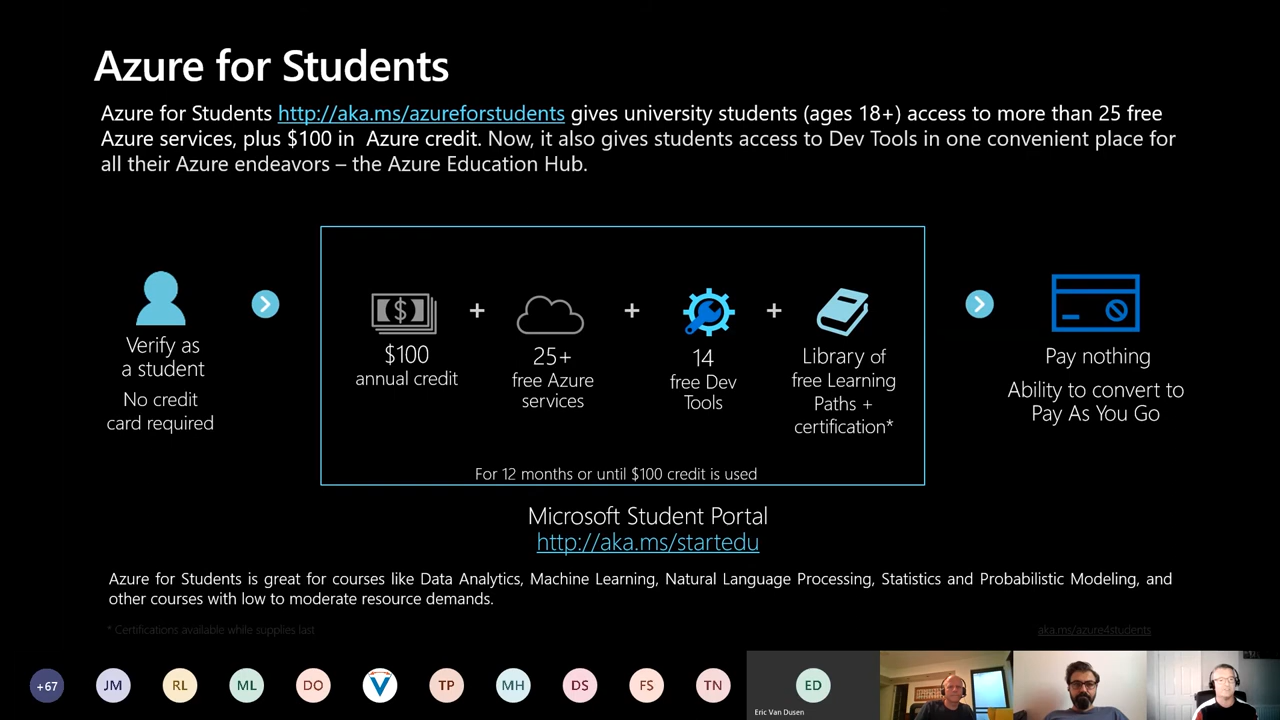 Azure for Students
Azure for Students http://aka.ms/azureforstudents gives university students (ages 18+) access to more than 25 free
Azure services, plus $100 in Azure credit. Now, it also gives students access to Dev Tools in one convenient place for
all their Azure endeavors – the Azure Education Hub.
Verify as
a student
No credit
card required
$100
annual credit
+
25+
free Azure
services
+
14
free Dev
Tools
+
Library of
free Learning
Paths +
certification*
For 12 months or until $100 credit is used
Pay nothing
Ability to convert to
Pay As You Go
Microsoft Student Portal
http://aka.ms/startedu
Azure for Students is great for courses like Data Analytics, Machine Learning, Natural Language Processing, Statistics and Probabilistic Modeling, and
other courses with low to moderate resource demands.
* Certifications available while supplies last
aka.ms/azure4students
+67
JM
RL
ML
DO
V
TP
MH
DS
FS
TN
ED
Eric Van Dusen